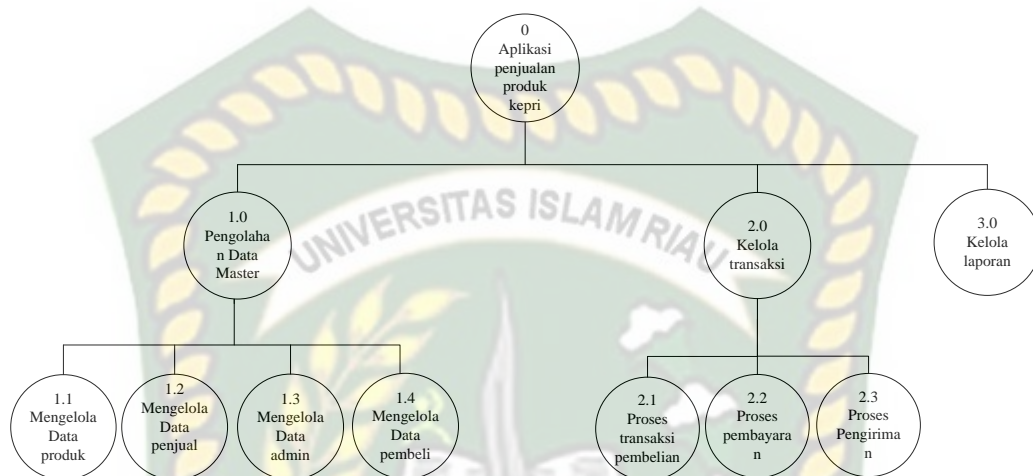 0
Aplikasi
penjualan
produk
kepri
UNIVERSITAS ISLAM RIAU
1.0
Pengolaha
n Data
Master
2.0
Kelola
transaksi
3.0
Kelola
laporan
1.1
Mengelola
Data
produk
1.2
Mengelola
Data
penjual
1.3
Mengelola
Data
admin
1.4
Mengelola
Data
pembeli
2.1
Proses
transaksi
pembelian
2.2
Proses
pembayara
n
2.3
Proses
Pengirima
n